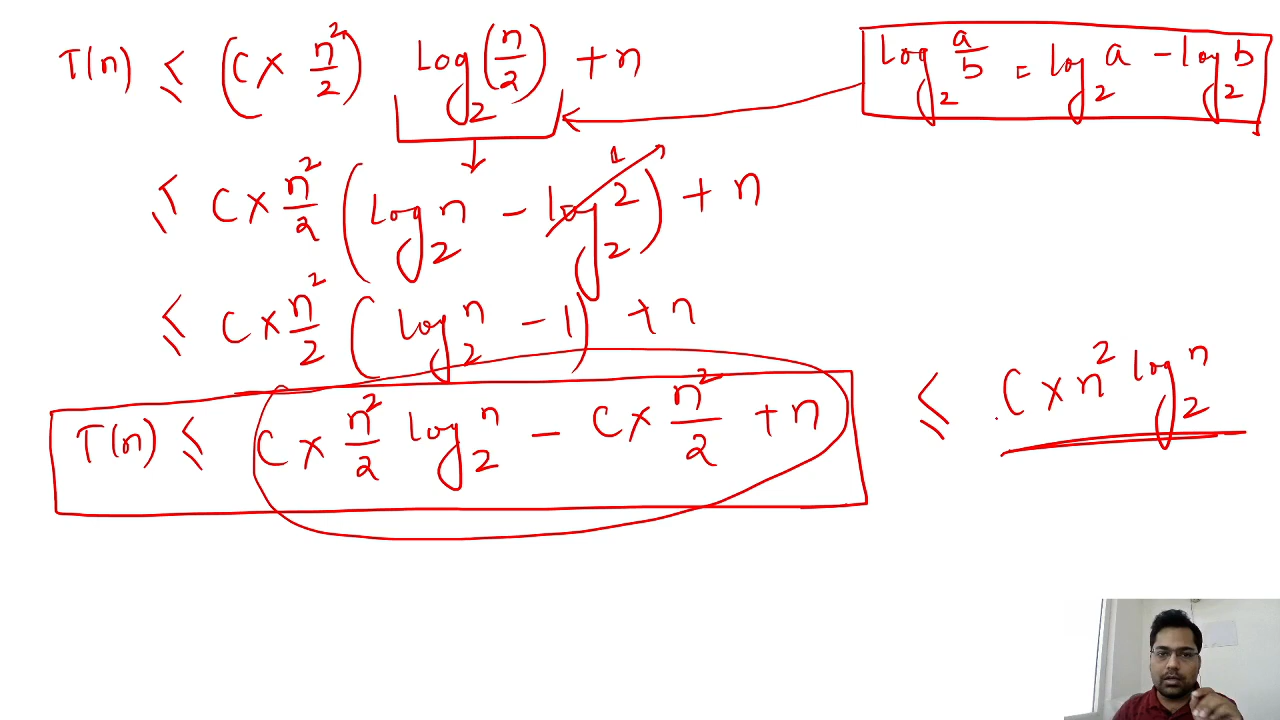 T(n) ≤ (C × n²/2) log₂(n/2) + n
log₂ a/b = log₂ a - log₂ b
≤ C × n²/2 (log₂ n - log₂ 2) + n
1
≤ C × n²/2 (log₂ n - 1) + n
T(n) ≤ C × n²/2 log₂ n - C × n²/2 + n ≤ C × n² log₂ n